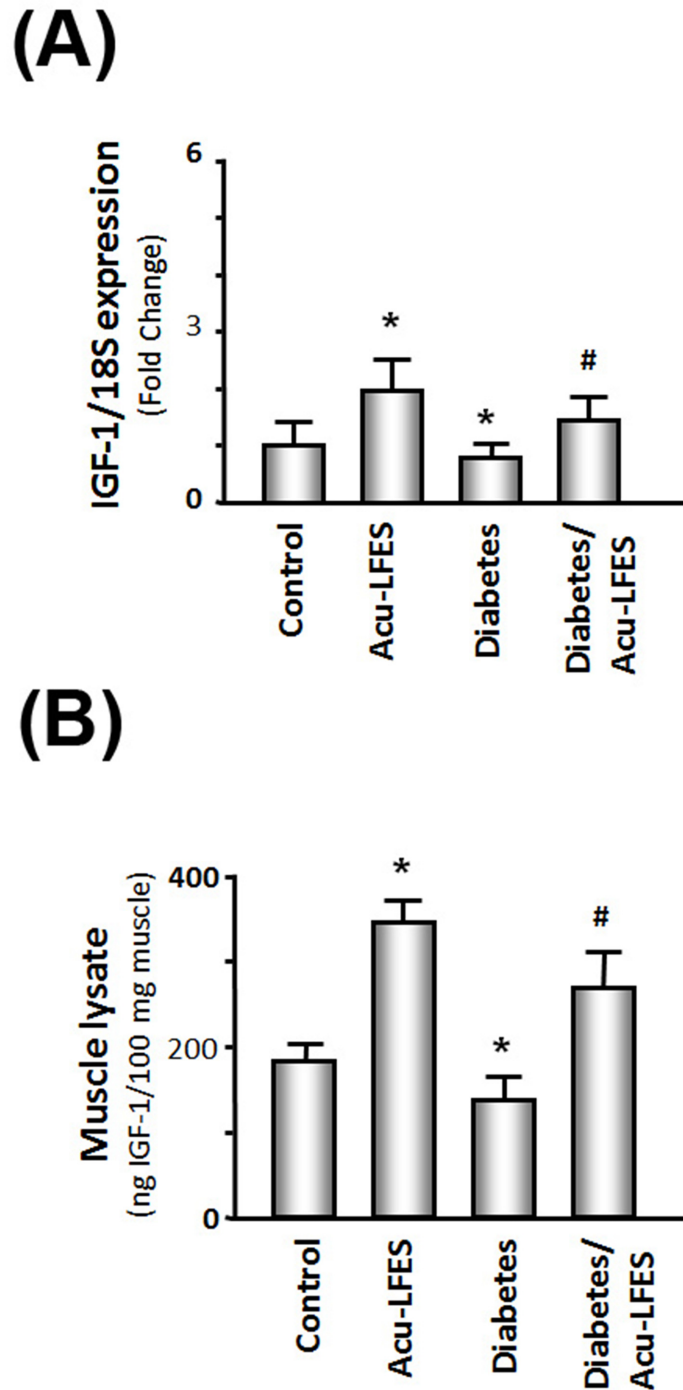 (A)
IGF-1/18S expression
(Fold Change)
6
3
0
*
*
#
Control
Acu-LFES
Diabetes
Diabetes/
Acu-LFES
(B)
Muscle lysate
(ng IGF-1/100 mg muscle)
400
200
0
*
*
#
Control
Acu-LFES
Diabetes
Diabetes/
Acu-LFES